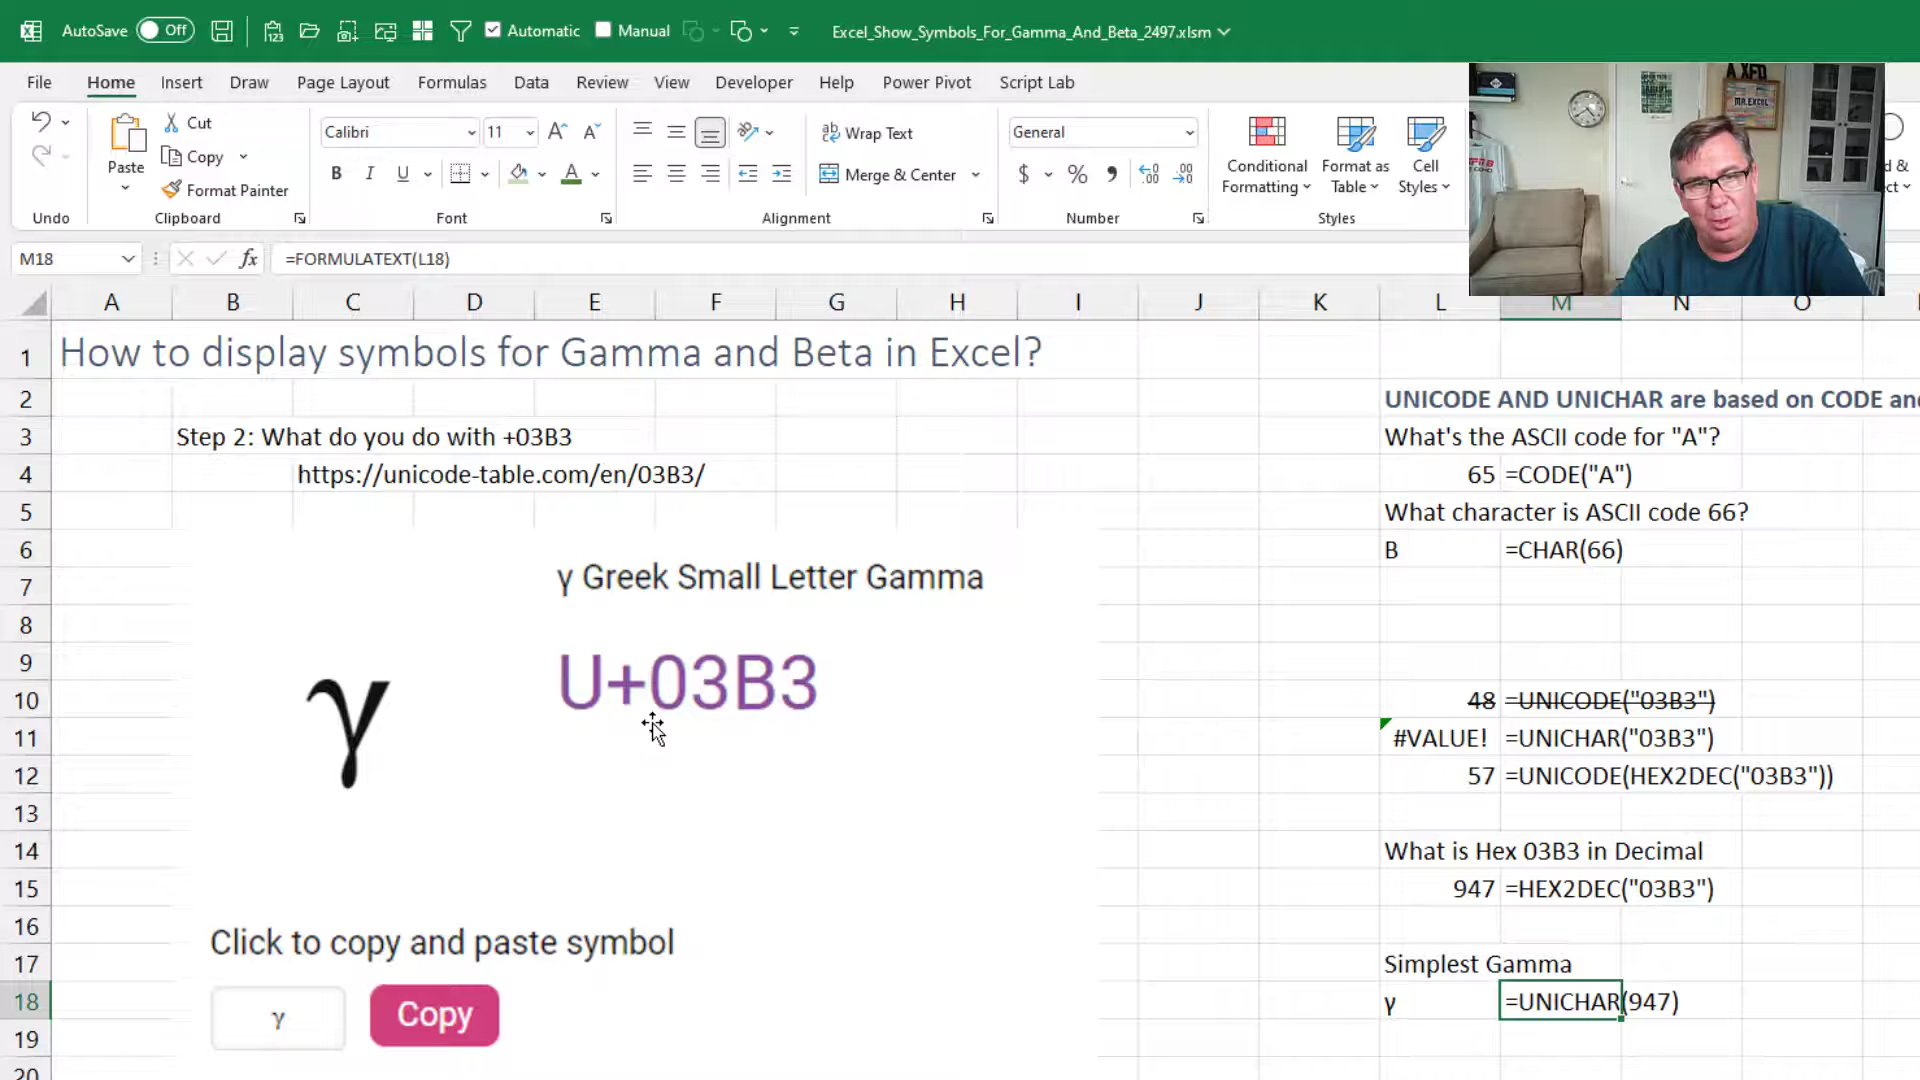 AutoSave Off Automatic Manual Excel_Show_Symbols_For_Gamma_And_Beta_2497.xlsm
File Home Insert Draw Page Layout Formulas Data Review View Developer Help Power Pivot Script Lab
A XFD
MR.EXCEL
Paste
Cut
Copy
Format Painter
Calibri 11
B I U
A A A
Wrap Text
Merge & Center
General
$ % 9
Conditional Formatting
Format as Table
Cell Styles
Undo Clipboard Font Alignment Number Styles
M18 fx =FORMULATEXT(L18)
A B C D E F G H I J K L M N O
1 How to display symbols for Gamma and Beta in Excel?
2 UNICODE AND UNICHAR are based on CODE and
3 Step 2: What do you do with +03B3 What's the ASCII code for "A"?
4 https://unicode-table.com/en/03B3/ 65 =CODE("A")
5 What character is ASCII code 66?
6 B =CHAR(66)
7 γ Greek Small Letter Gamma
8
9 U+03B3
10 γ 48 =UNICODE("03B3")
11 #VALUE! =UNICHAR("03B3")
12 57 =UNICODE(HEX2DEC("03B3"))
13
14 What is Hex 03B3 in Decimal
15 947 =HEX2DEC("03B3")
16 Click to copy and paste symbol
17 Simplest Gamma
18 γ Copy γ =UNICHAR(947)
19
20